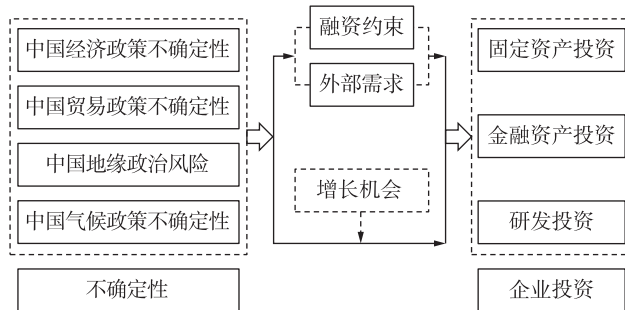 中国经济政策不确定性
中国贸易政策不确定性
中国地缘政治风险
中国气候政策不确定性
不确定性
融资约束
外部需求
增长机会
固定资产投资
金融资产投资
研发投资
企业投资